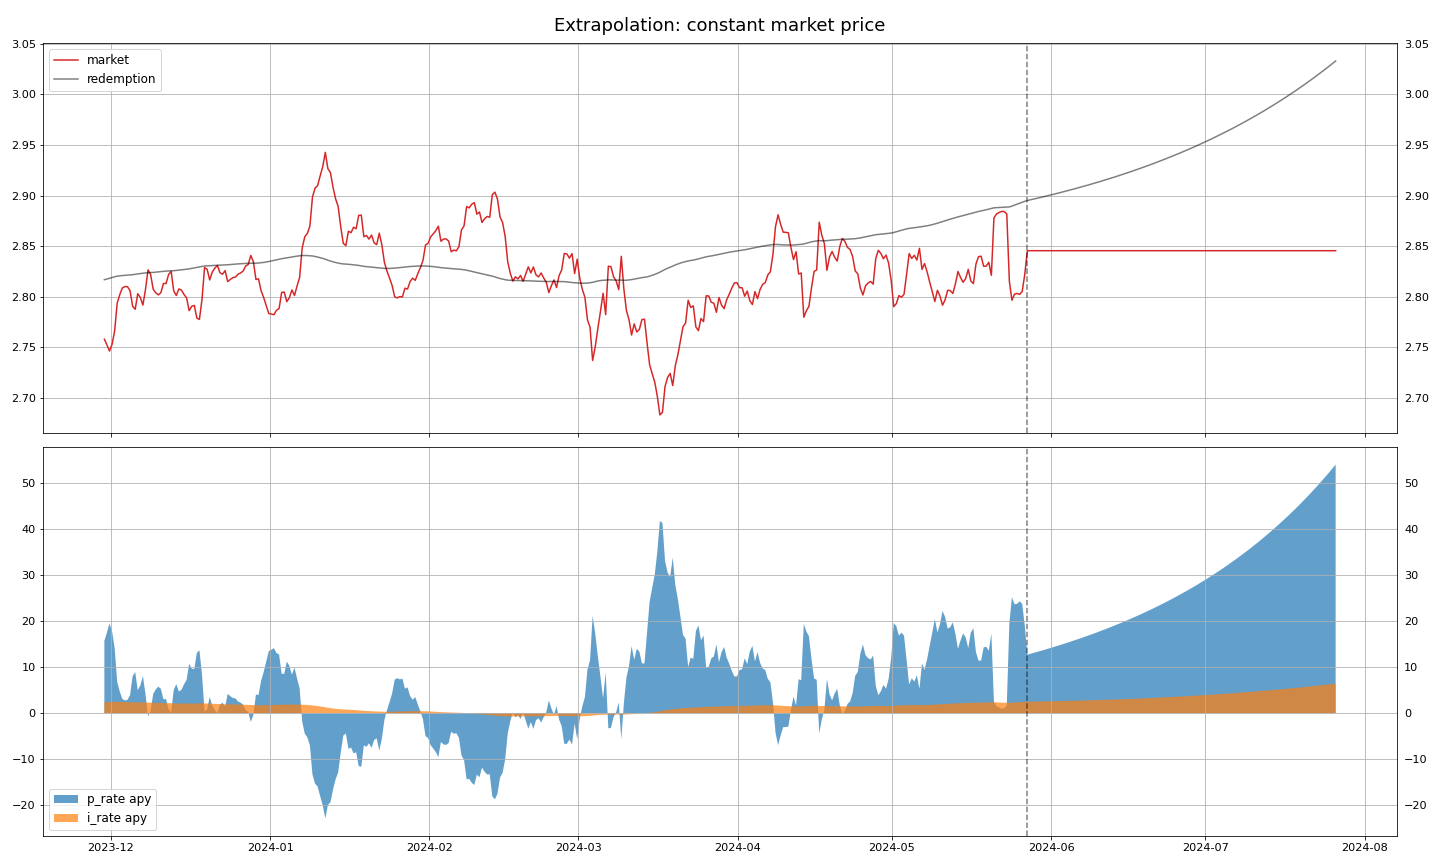 Extrapolation: constant market price
market
redemption
3.05 3.05
3.00 3.00
2.95 2.95
2.90 2.90
2.85 2.85
2.80 2.80
2.75 2.75
2.70 2.70
50 50
40 40
30 30
20 20
10 10
0 0
−10 −10
−20 −20
p_rate apy
i_rate apy
2023-12 2024-01 2024-02 2024-03 2024-04 2024-05 2024-06 2024-07 2024-08